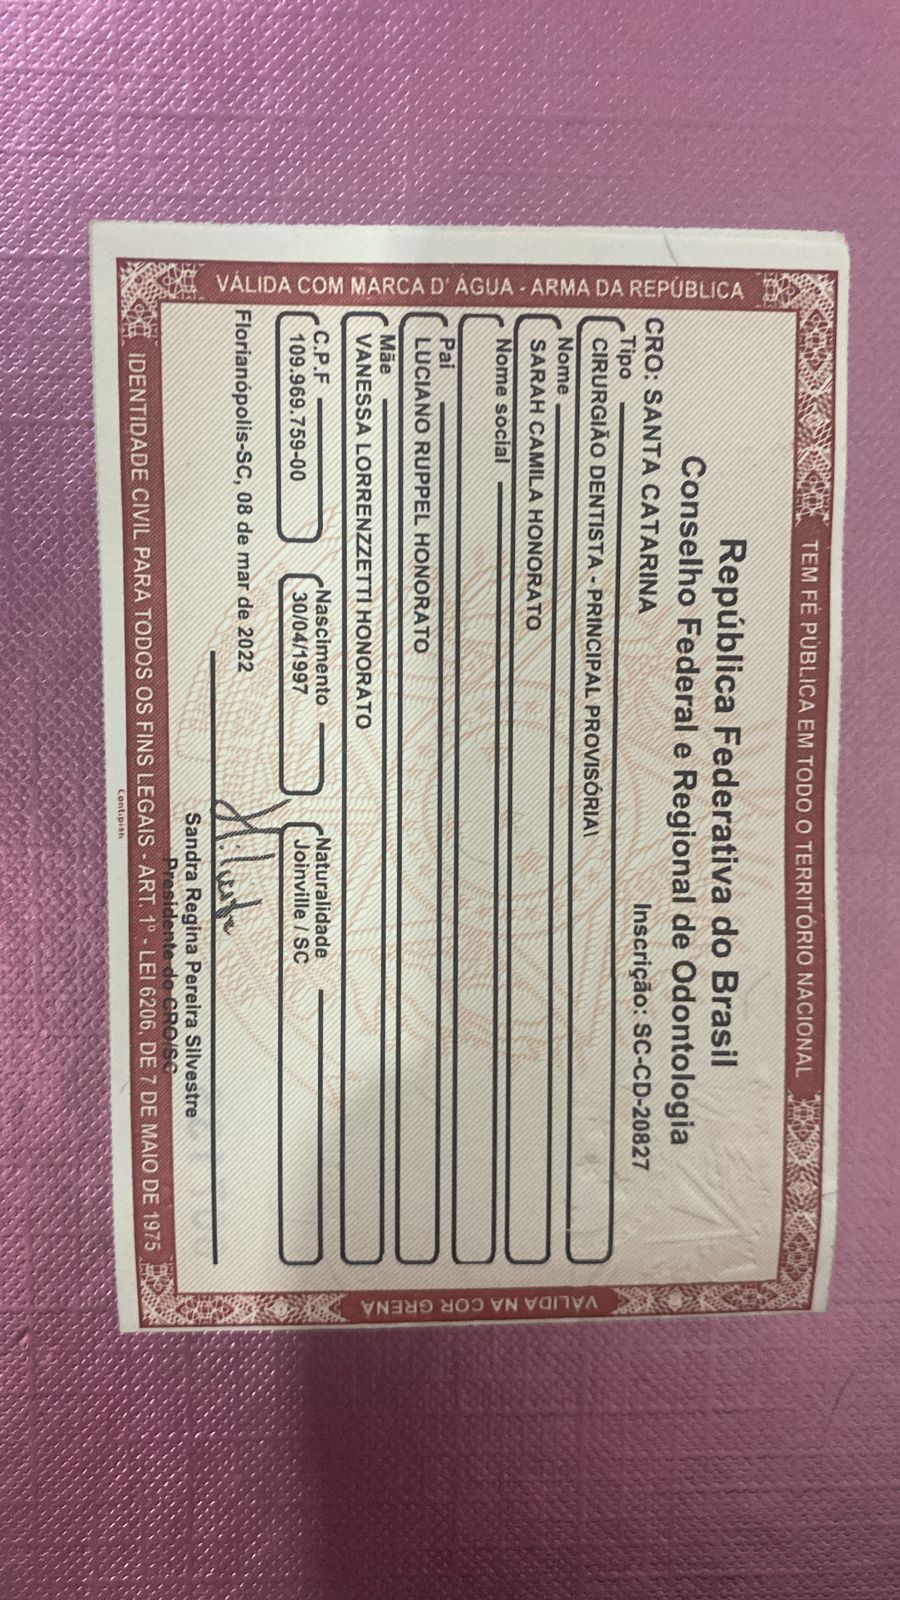 VÁLIDA COM MARCA D' ÁGUA - ARMA DA REPÚBLICA
TEM FÉ PÚBLICA EM TODO O TERRITÓRIO NACIONAL
República Federativa do Brasil
Conselho Federal e Regional de Odontologia
CRO: SANTA CATARINA Inscrição: SC-CD-20827
Tipo
CIRURGIÃO DENTISTA - PRINCIPAL PROVISÓRIA\
Nome
SARAH CAMILA HONORATO
Nome social
Pai
LUCIANO RUPPEL HONORATO
Mãe
VANESSA LORRENZZETTI HONORATO
C.P.F Nascimento Naturalidade
109.969.759-00 30/04/1997 Joinville / SC
Florianópolis-SC, 08 de mar de 2022
Sandra Regina Pereira Silvestre
Presidente do CRO/SC
IDENTIDADE CIVIL PARA TODOS OS FINS LEGAIS - ART. 1º - LEI 6206, DE 7 DE MAIO DE 1975
VÁLIDA NA COR GRENÁ